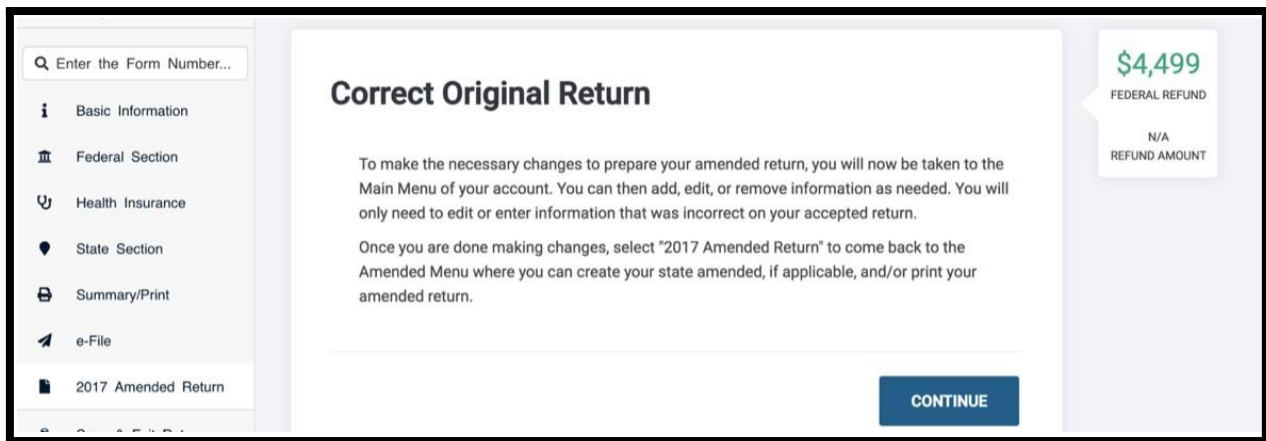 Enter the Form Number...
Basic Information
Federal Section
Health Insurance
State Section
Summary/Print
e-File
2017 Amended Return
Correct Original Return
To make the necessary changes to prepare your amended return, you will now be taken to the
Main Menu of your account. You can then add, edit, or remove information as needed. You will
only need to edit or enter information that was incorrect on your accepted return.
Once you are done making changes, select "2017 Amended Return" to come back to the
Amended Menu where you can create your state amended, if applicable, and/or print your
amended return.
CONTINUE
$4,499
FEDERAL REFUND
N/A
REFUND AMOUNT